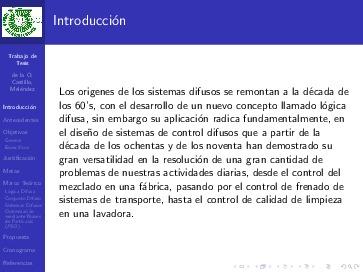 Introducción
Trabajo de
Tesis
de la O,
Castillo,
Meléndez
Introducción
Antecedentes
Objetivos
General
Específicos
Justificación
Metas
Marco Teórico
Lógica Difusa
Conjunto Difuso
Sistemas Difusos
Optimización
mediante
de Partículas
(PSO)
Propuesta
Cronograma
Referencias
Los origenes de los sistemas difusos se remontan a la década de
los 60's, con el desarrollo de un nuevo concepto llamado lógica
difusa, sin embargo su aplicación radica fundamentalmente, en
el diseño de sistemas de control difusos que a partir de la
década de los ochentas y de los noventa han demostrado su
gran versatilidad en la resolución de una gran cantidad de
problemas de nuestras actividades diarias, desde el control del
mezclado en una fábrica, pasando por el control de frenado de
sistemas de transporte, hasta el control de calidad de limpieza
en una lavadora.